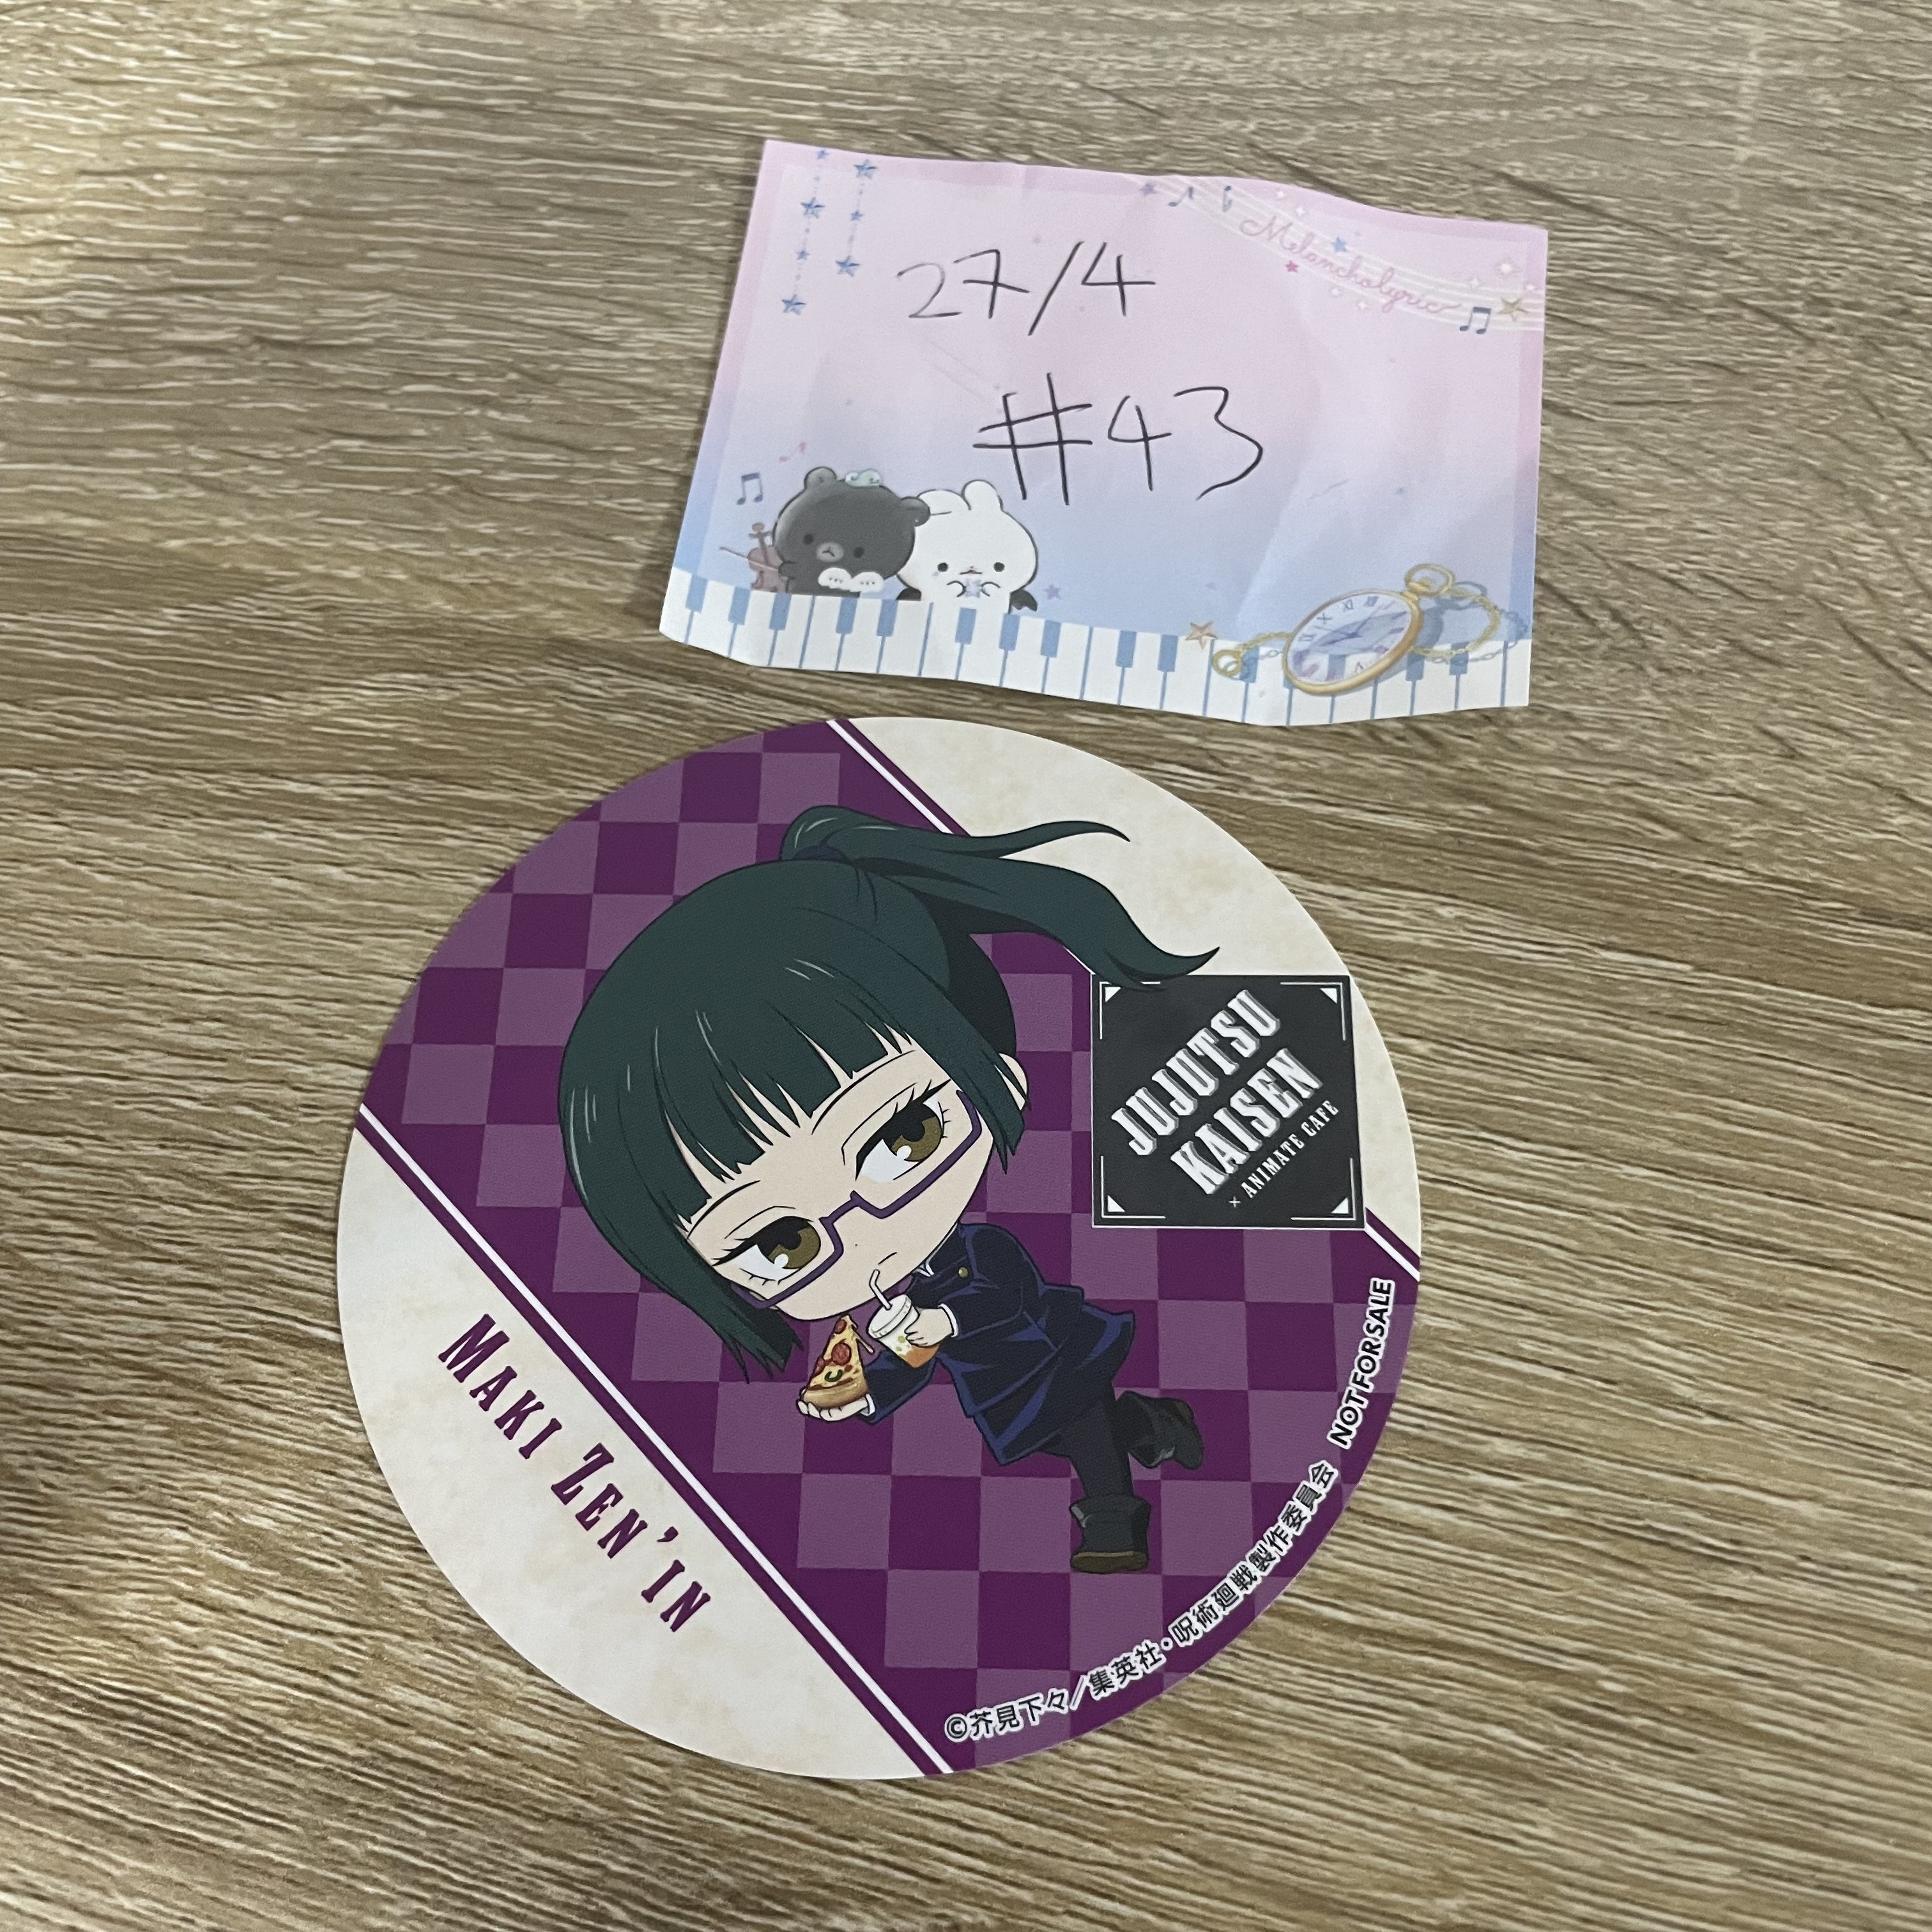 Melancholyric
27/4
#43
JUJUTSU
KAISEN
× ANIMATE CAFE
MAKI ZEN'IN
©芥見下々／集英社・呪術廻戦製作委員会 NOT FOR SALE